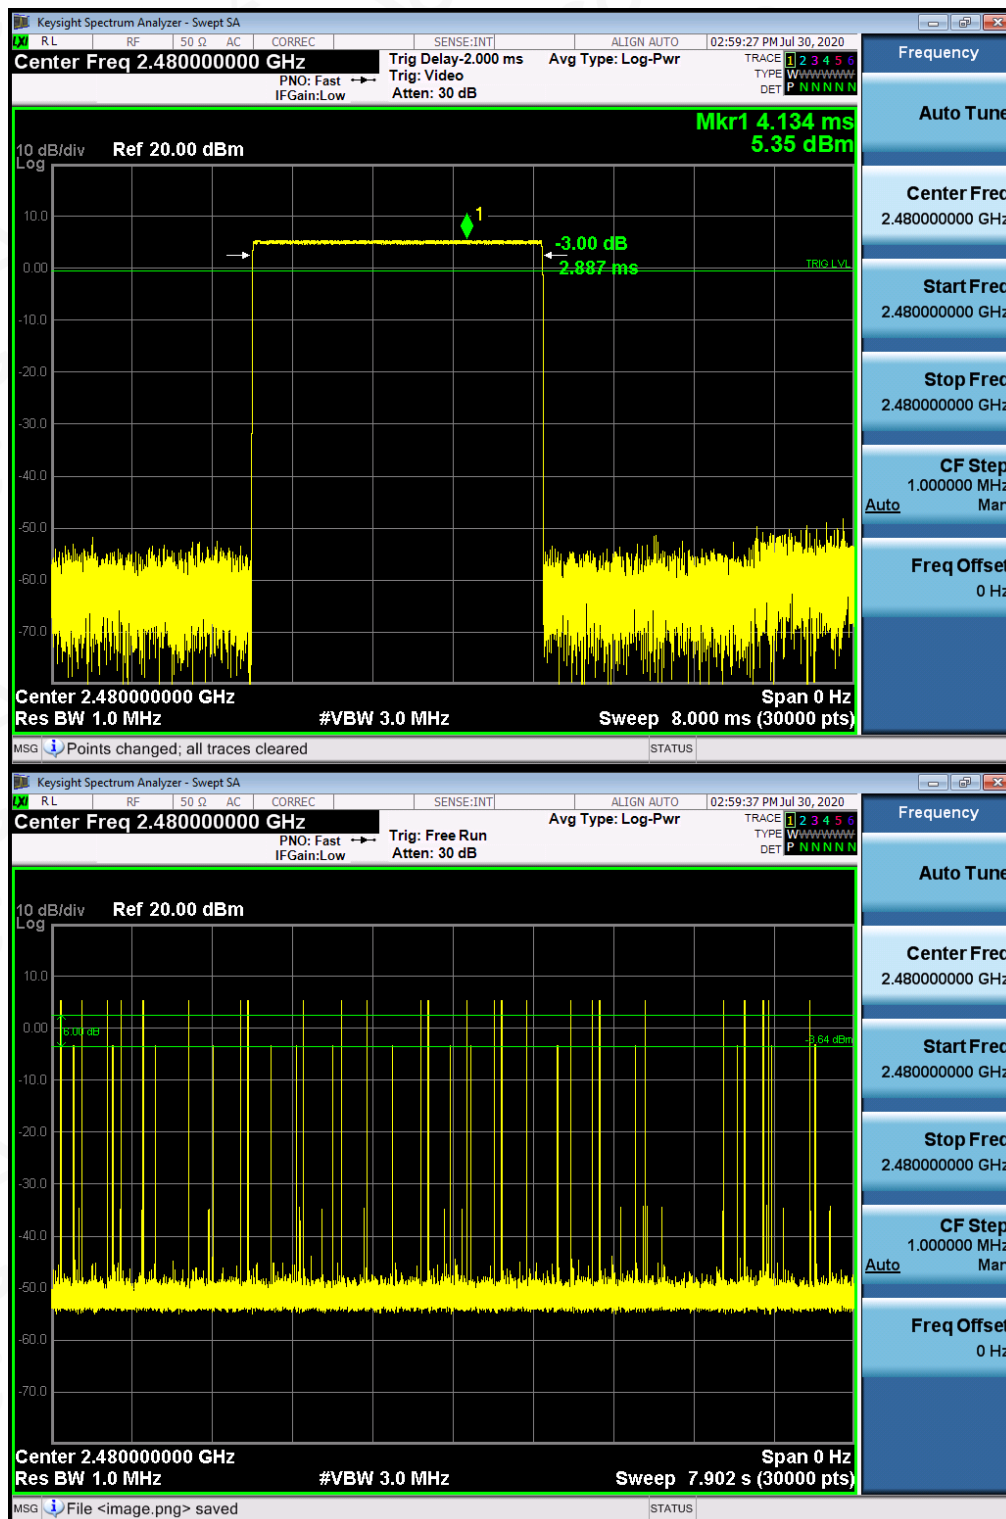 Keysight Spectrum Analyzer - Swept SA
LXI RL RF 50 Ω AC CORREC SENSE:INT ALIGN AUTO 02:59:27 PM Jul 30, 2020
Center Freq 2.480000000 GHz
PNO: Fast
IFGain:Low
Trig Delay-2.000 ms
Trig: Video
Atten: 30 dB
Avg Type: Log-Pwr
TRACE 1 2 3 4 5 6
TYPE WWWWWW
DET P N N N N N
Mkr1 4.134 ms
5.35 dBm
10 dB/div Ref 20.00 dBm
Log
10.0
1
-3.00 dB
2.887 ms
TRIG LVL
0.00
-10.0
-20.0
-30.0
-40.0
-50.0
-60.0
-70.0
Center 2.480000000 GHz Span 0 Hz
Res BW 1.0 MHz #VBW 3.0 MHz Sweep 8.000 ms (30000 pts)
MSG Points changed; all traces cleared STATUS
Frequency
Auto Tune
Center Freq
2.480000000 GHz
Start Freq
2.480000000 GHz
Stop Freq
2.480000000 GHz
CF Step
1.000000 MHz
Auto Man
Freq Offset
0 Hz
Keysight Spectrum Analyzer - Swept SA
LXI RL RF 50 Ω AC CORREC SENSE:INT ALIGN AUTO 02:59:37 PM Jul 30, 2020
Center Freq 2.480000000 GHz
PNO: Fast
IFGain:Low
Trig: Free Run
Atten: 30 dB
Avg Type: Log-Pwr
TRACE 1 2 3 4 5 6
TYPE WWWWWW
DET P N N N N N
10 dB/div Ref 20.00 dBm
Log
10.0
0.00
6.00 dB
-3.64 dBm
-10.0
-20.0
-30.0
-40.0
-50.0
-60.0
-70.0
Center 2.480000000 GHz Span 0 Hz
Res BW 1.0 MHz #VBW 3.0 MHz Sweep 7.902 s (30000 pts)
MSG File <image.png> saved STATUS
Frequency
Auto Tune
Center Freq
2.480000000 GHz
Start Freq
2.480000000 GHz
Stop Freq
2.480000000 GHz
CF Step
1.000000 MHz
Auto Man
Freq Offset
0 Hz